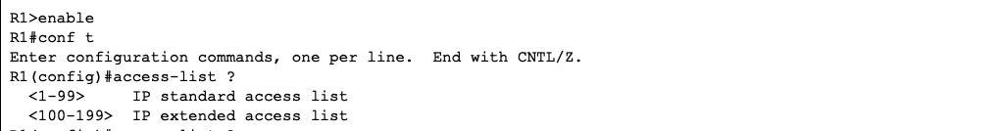 R1>enable
R1#conf t
Enter configuration commands, one per line.  End with CNTL/Z.
R1(config)#access-list ?
  <1-99>     IP standard access list
  <100-199>  IP extended access list